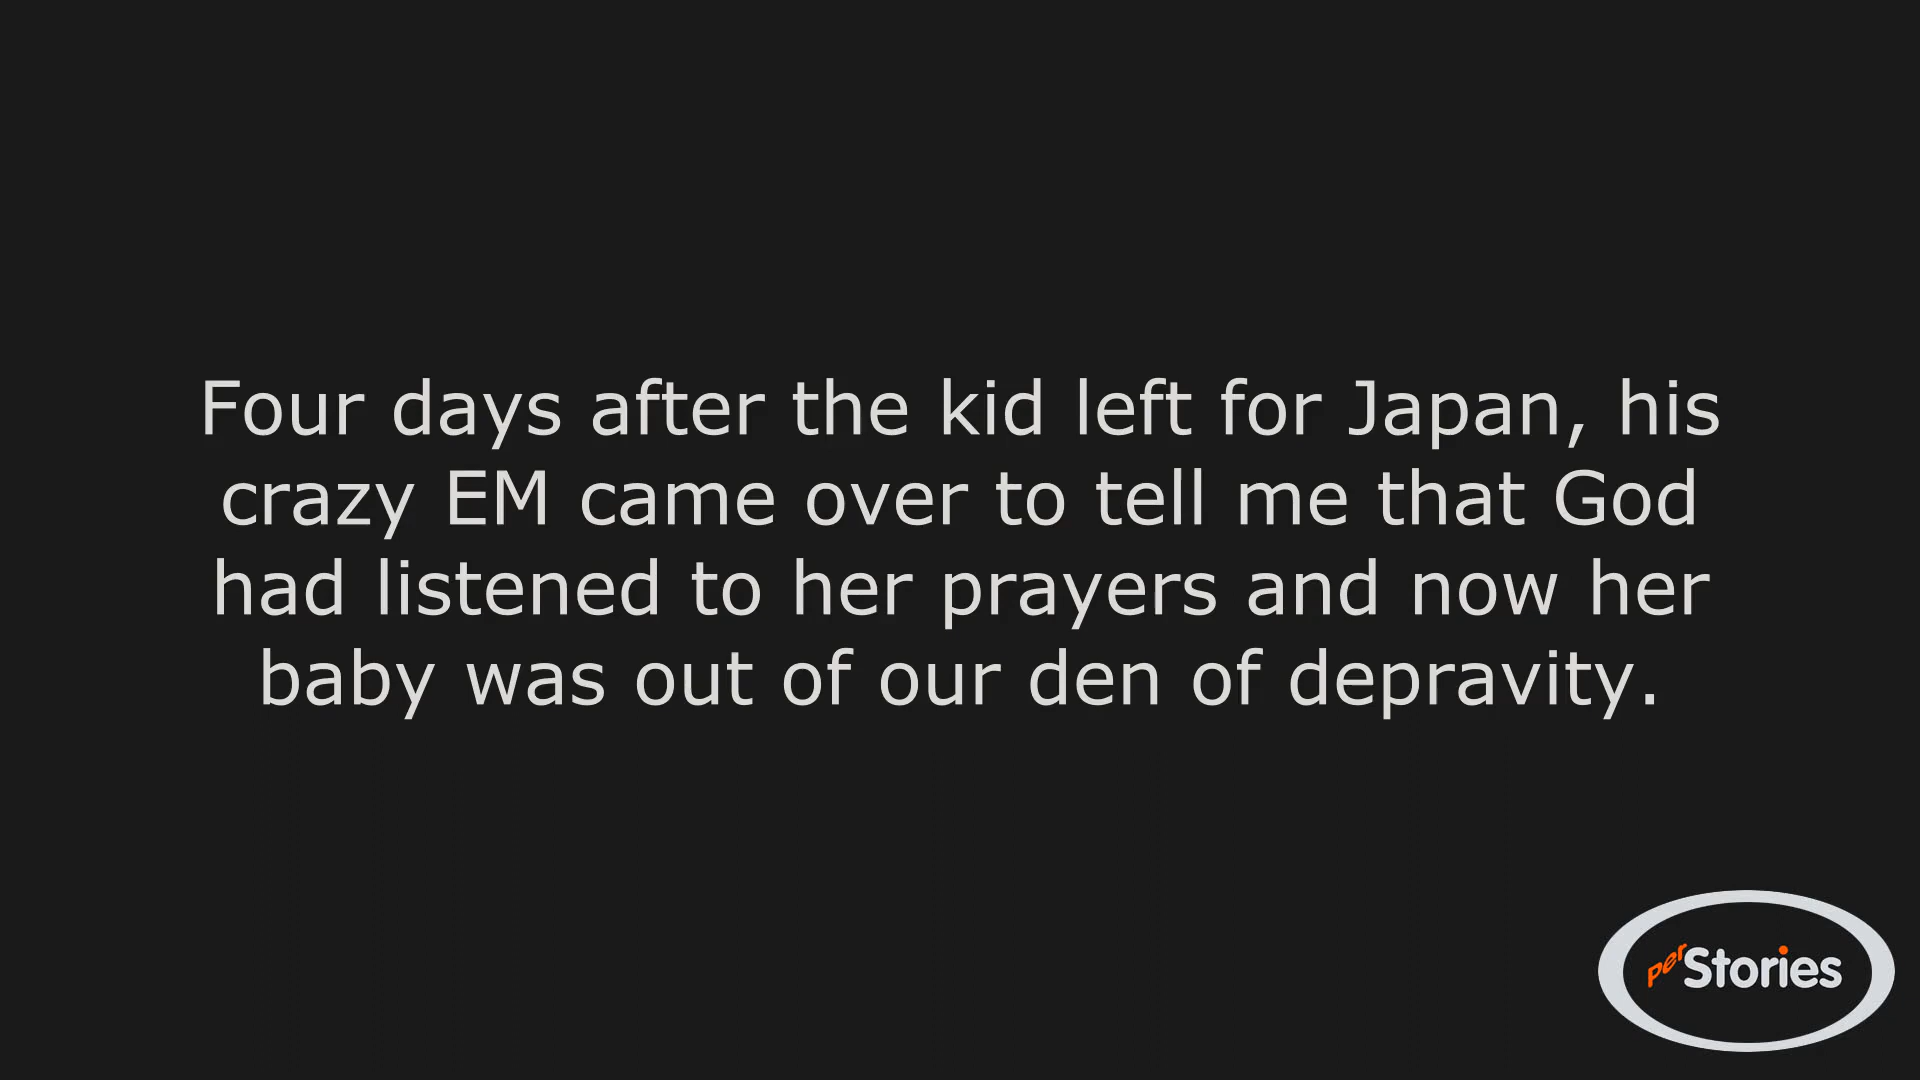 Four days after the kid left for Japan, his
crazy EM came over to tell me that God
had listened to her prayers and now her
baby was out of our den of depravity.
perStories